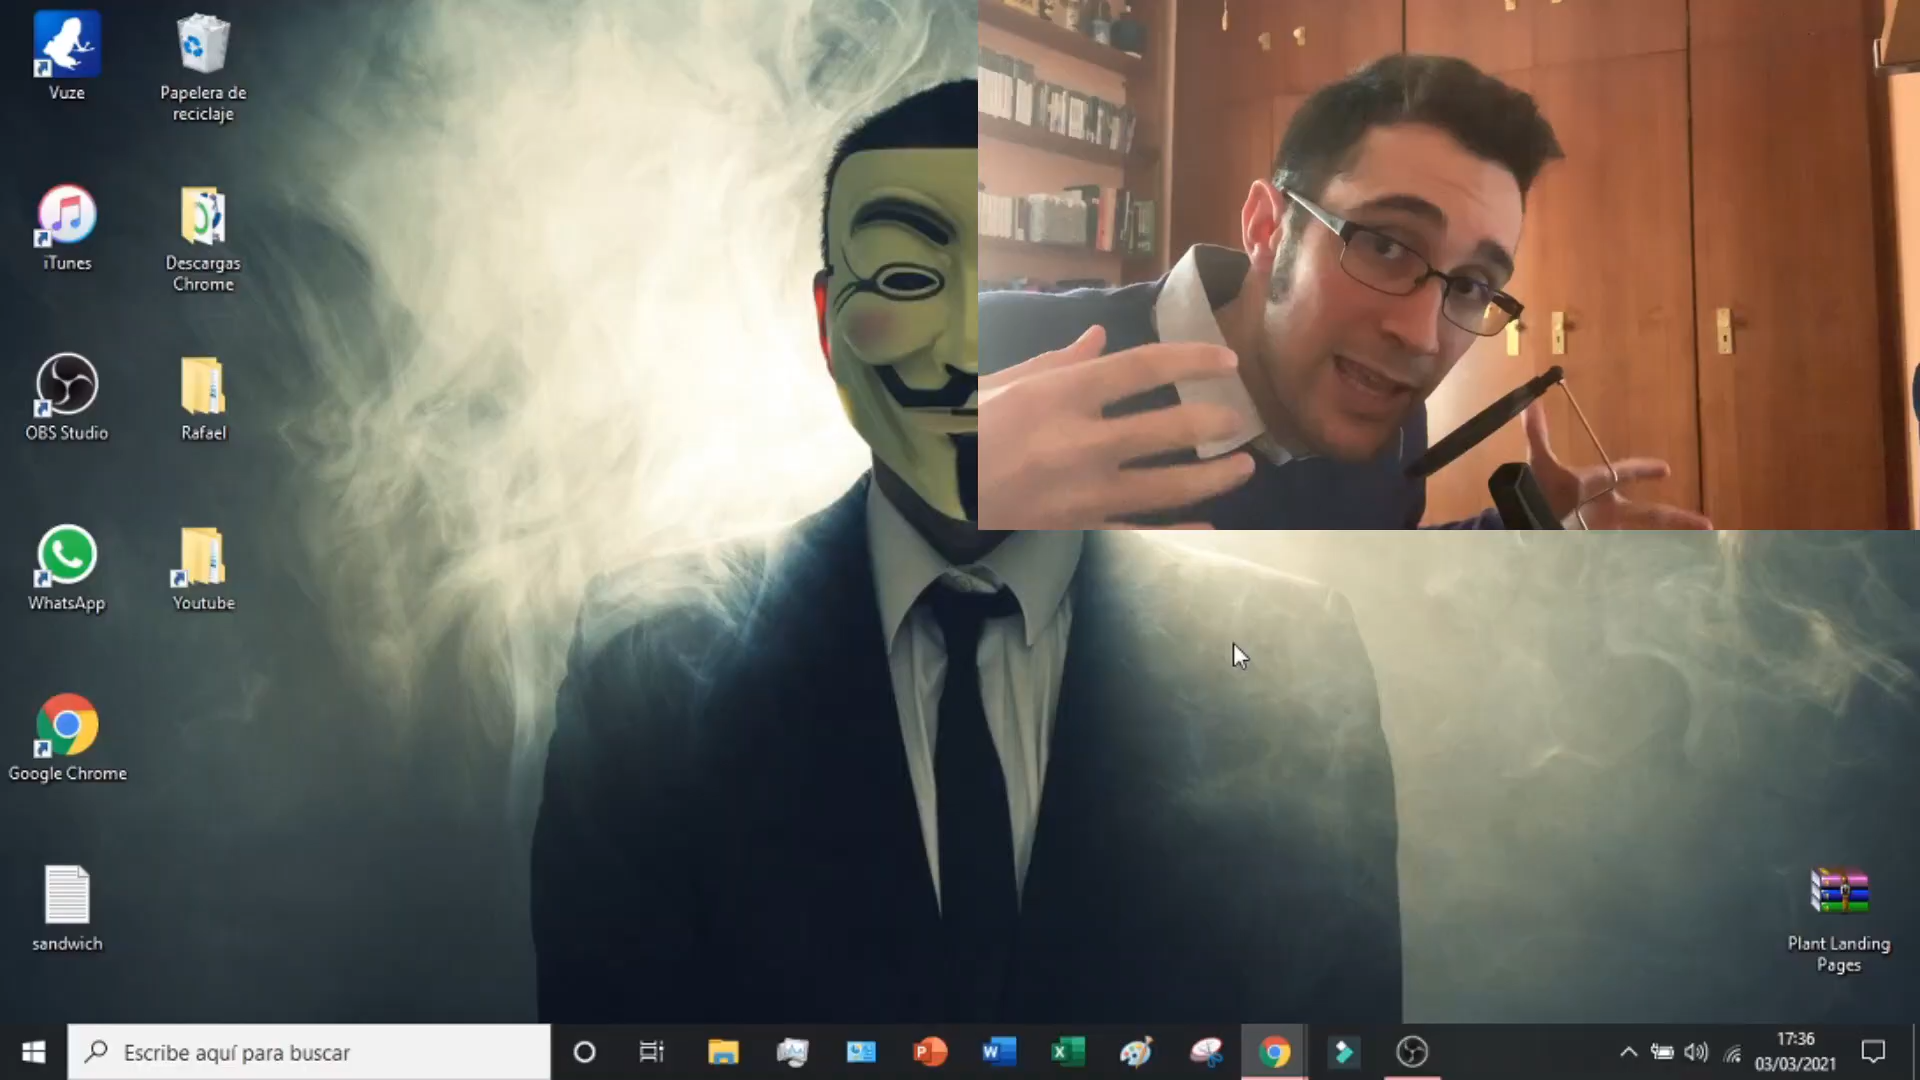 Vuze
Papelera de
reciclaje
iTunes
Descargas
Chrome
OBS Studio
Rafael
WhatsApp
Youtube
Google Chrome
sandwich
Plant Landing
Pages
Escribe aquí para buscar
17:36
03/03/2021